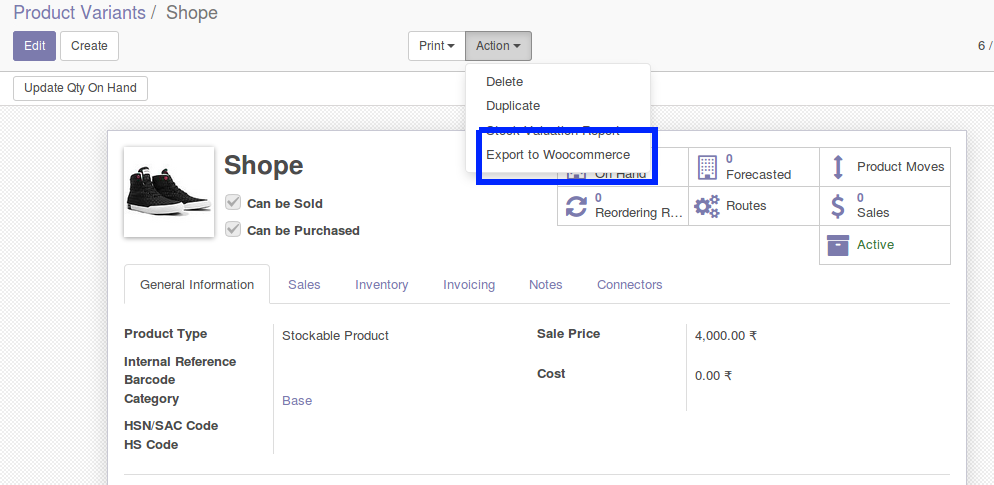 Product Variants / Shope
Edit Create Print Action 6 /
Update Qty On Hand
Delete
Duplicate
Stock Valuation Report
Export to Woocommerce
Shope
Can be Sold
Can be Purchased
On Hand
0
Forecasted
Product Moves
0
Reordering R...
Routes
0
Sales
Active
General Information Sales Inventory Invoicing Notes Connectors
Product Type Stockable Product
Internal Reference
Barcode
Category Base
HSN/SAC Code
HS Code
Sale Price 4,000.00 ₹
Cost 0.00 ₹